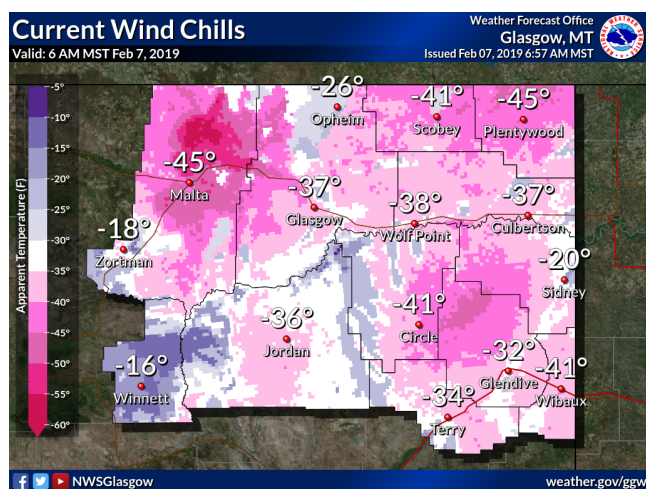 Current Wind Chills
Valid: 6 AM MST Feb 7, 2019
Weather Forecast Office
Glasgow, MT
Issued Feb 07, 2019 6:57 AM MST
Apparent Temperature (F)
-5°
-10°
-15°
-20°
-25°
-30°
-35°
-40°
-45°
-50°
-55°
-60°
-26°
Opheim
-41°
Scobey
-45°
Plentywood
-45°
Malta
-37°
Glasgow
-38°
Wolf Point
-37°
Culbertson
-18°
Zortman
-20°
Sidney
-41°
Circle
-36°
Jordan
-16°
Winnett
-32°
Glendive
-41°
Wibaux
-34°
Terry
NWSGlasgow
weather.gov/ggw